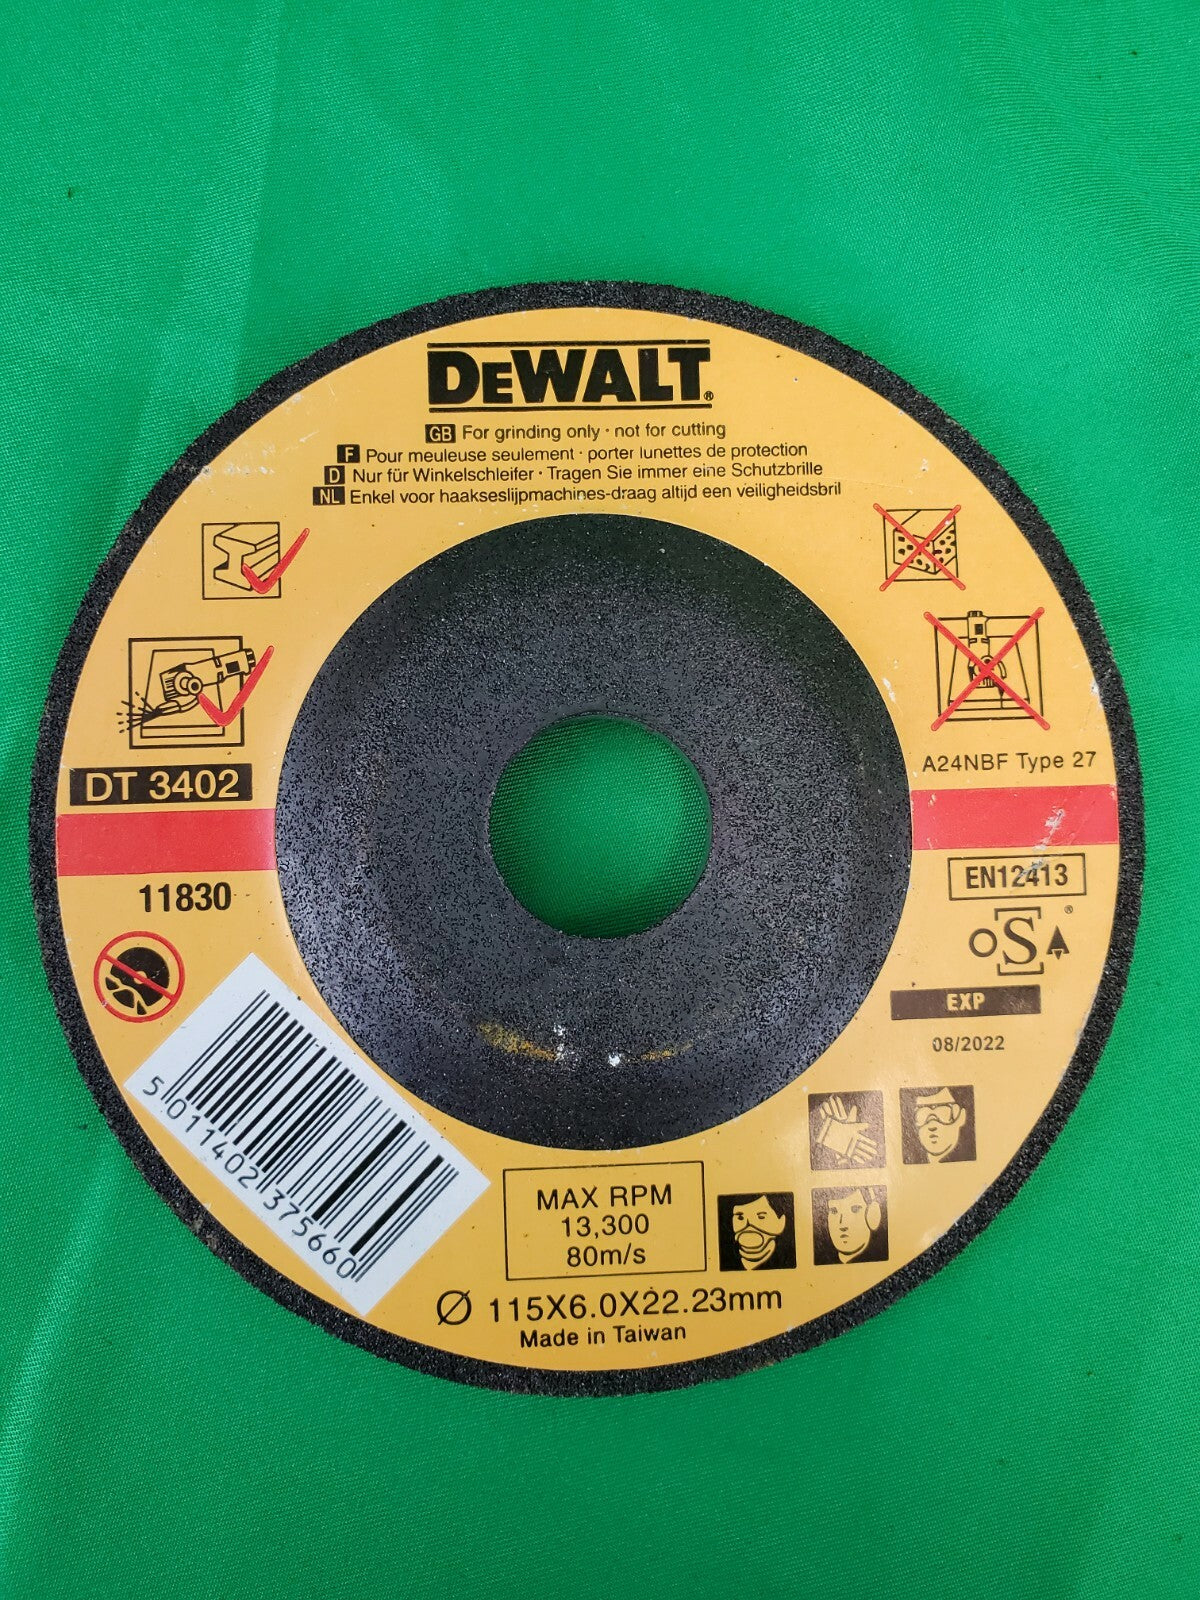 DEWALT®
GB For grinding only · not for cutting
F Pour meuleuse seulement · porter lunettes de protection
D Nur für Winkelschleifer · Tragen Sie immer eine Schutzbrille
NL Enkel voor haakseslijpmachines-draag altijd een veiligheidsbril
DT 3402
11830
A24NBF Type 27
EN12413
oSa®
EXP
08/2022
5 011402 375660
MAX RPM
13,300
80m/s
Ø 115X6.0X22.23mm
Made in Taiwan